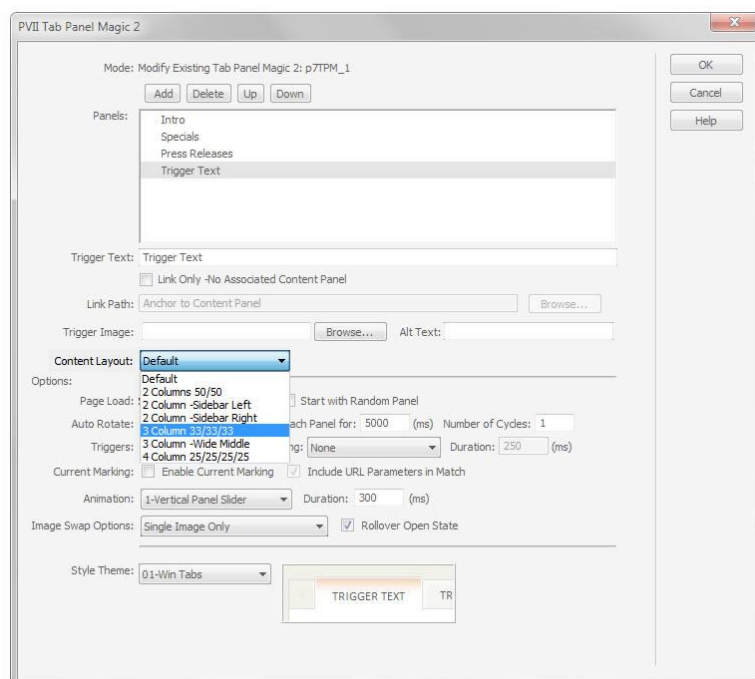 PVII Tab Panel Magic 2
Mode: Modify Existing Tab Panel Magic 2: p7TPM_1
OK
Add Delete Up Down
Cancel
Panels:
Help
Intro
Specials
Press Releases
Trigger Text
Trigger Text: Trigger Text
Link Only -No Associated Content Panel
Link Path: Anchor to Content Panel Browse...
Trigger Image: Browse... Alt Text:
Content Layout: Default
Options:
Default
2 Columns 50/50
Page Load: Start with Random Panel
2 Column -Sidebar Left
2 Column -Sidebar Right
Auto Rotate: ach Panel for: 5000 (ms) Number of Cycles: 1
3 Column 33/33/33
3 Column -Wide Middle
Triggers: ng: None Duration: 250 (ms)
4 Column 25/25/25/25
Current Marking: Enable Current Marking Include URL Parameters in Match
Animation: 1-Vertical Panel Slider Duration: 300 (ms)
Image Swap Options: Single Image Only Rollover Open State
Style Theme: 01-Win Tabs
TRIGGER TEXT TR